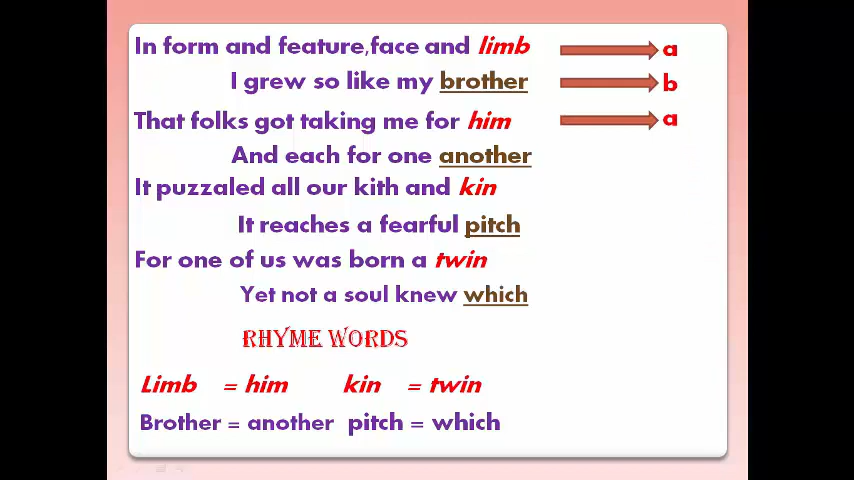 In form and feature,face and limb a
I grew so like my brother b
That folks got taking me for him a
And each for one another
It puzzaled all our kith and kin
It reaches a fearful pitch
For one of us was born a twin
Yet not a soul knew which
RHYME WORDS
Limb = him kin = twin
Brother = another pitch = which